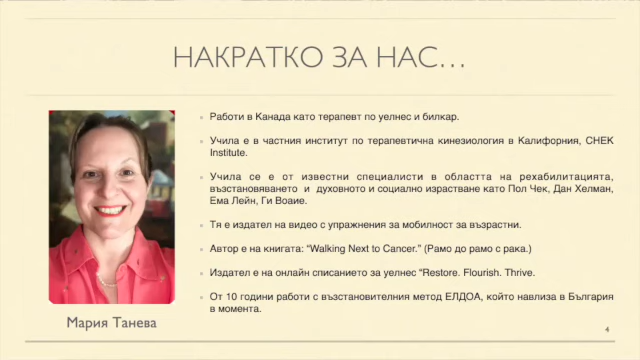 НАКРАТКО ЗА НАС...
Работи в Канада като терапевт по уелнес и билкар.
Учила е в частния институт по терапевтична кинезиология в Калифорния, CHEK
Institute.
Учила се е от известни специалисти в областта на рехабилитацията,
възстановяването и духовното и социално израстване като Пол Чек, Дан Хелман,
Ема Лейн, Ги Воаие.
Тя е издател на видео с упражнения за мобилност за възрастни.
Автор е на книгата: “Walking Next to Cancer.” (Рамо до рамо с рака.)
Издател е на онлайн списанието за уелнес “Restore. Flourish. Thrive.
От 10 години работи с възстановителния метод ЕЛДОА, който навлиза в България
в момента.
Мария Танева
4